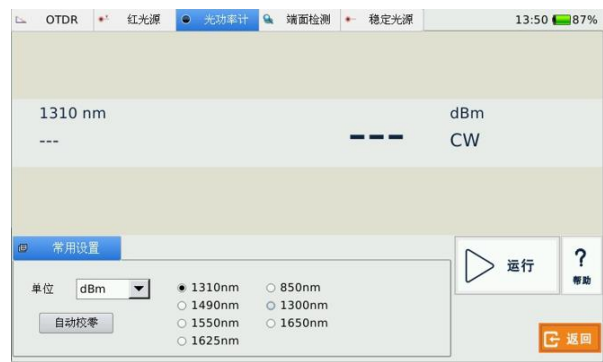 OTDR 红光源 光功率计 端面检测 稳定光源 13:50 87%
1310 nm dBm
--- --- CW
常用设置
运行 ?
帮助
单位 dBm 1310nm 850nm
1490nm 1300nm
自动校零 1550nm 1650nm
1625nm
返回